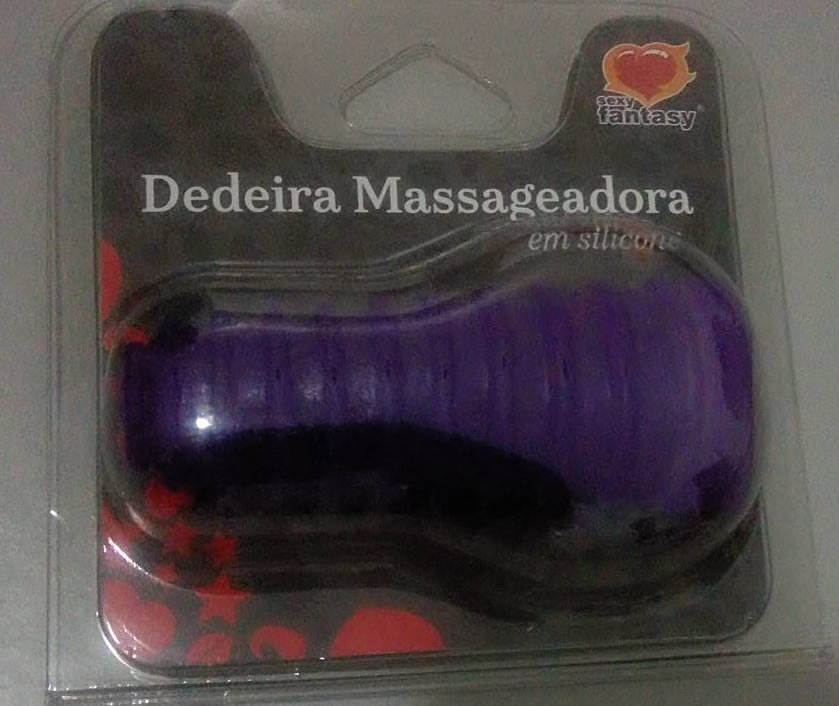 sexy
fantasy®
Dedeira Massageadora
em silicone